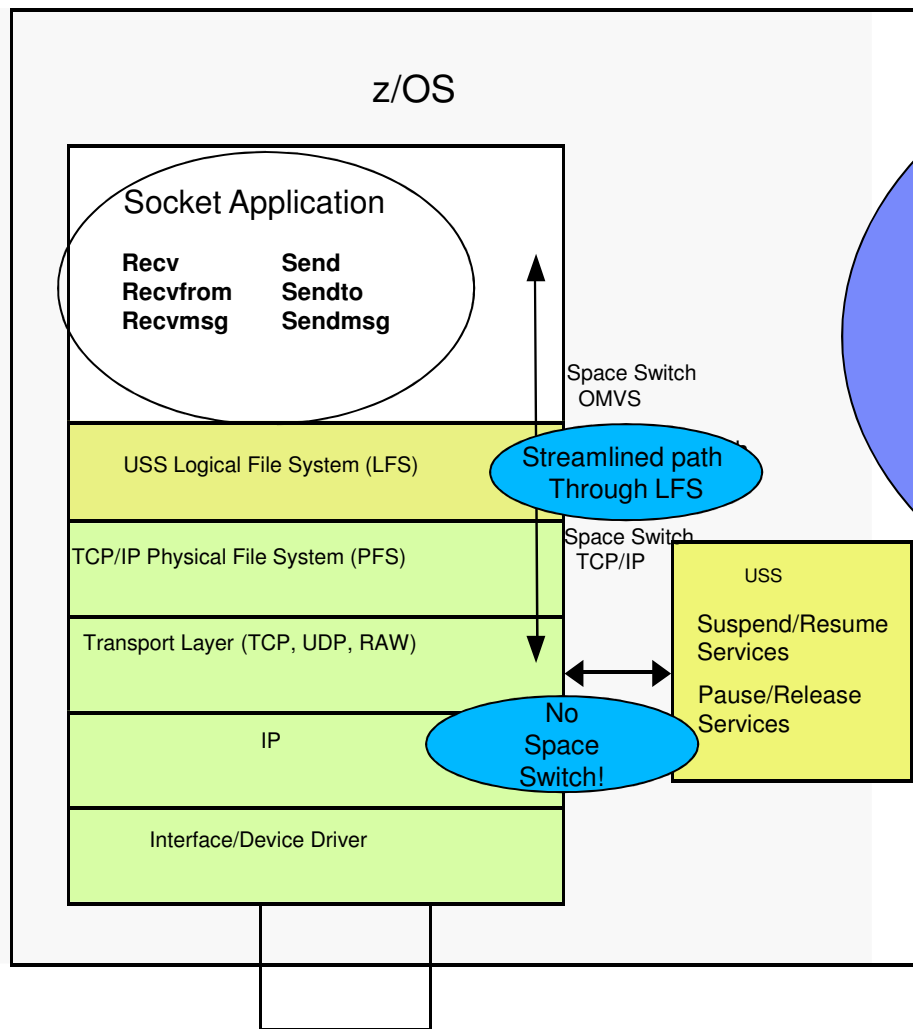 z/OS
Socket Application
Recv Send
Recvfrom Sendto
Recvmsg Sendmsg
Space Switch
OMVS
USS Logical File System (LFS)
Streamlined path
Through LFS
TCP/IP Physical File System (PFS)
Space Switch
TCP/IP
USS
Suspend/Resume
Services
Pause/Release
Services
Transport Layer (TCP, UDP, RAW)
No
Space
Switch!
IP
Interface/Device Driver